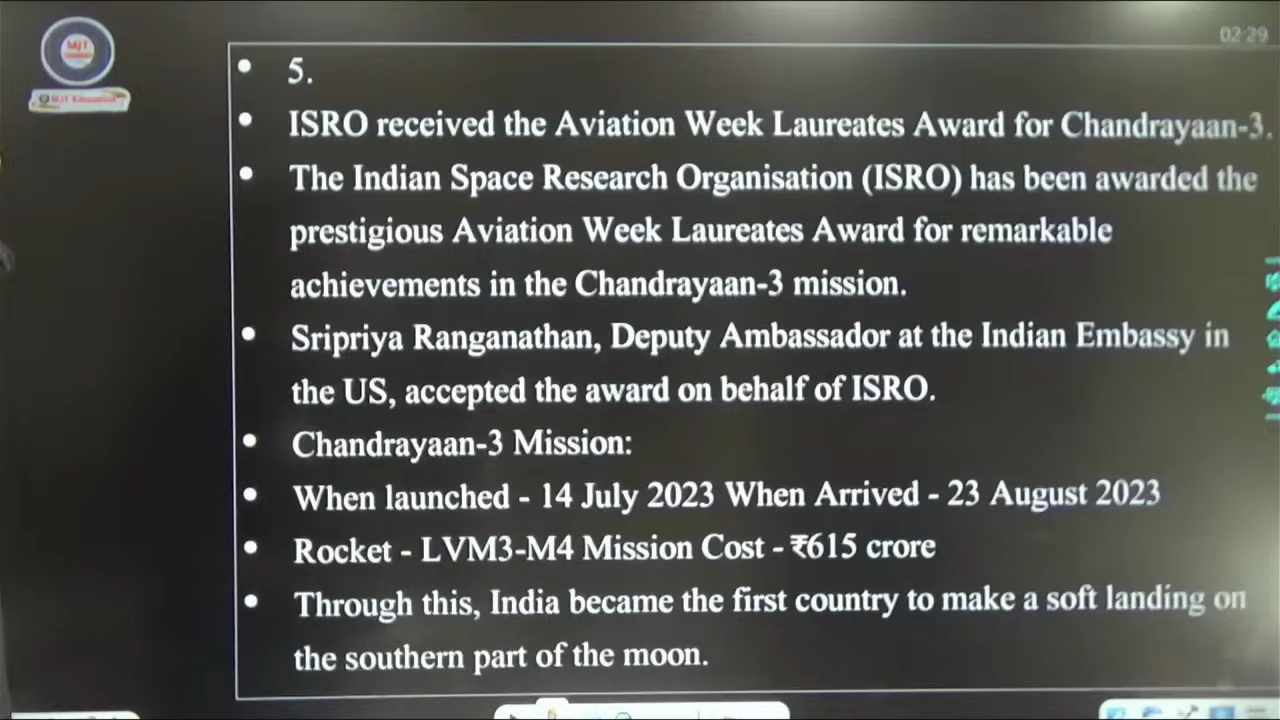 MJT
MJT Education
02:29
• 5.
• ISRO received the Aviation Week Laureates Award for Chandrayaan-3.
• The Indian Space Research Organisation (ISRO) has been awarded the
prestigious Aviation Week Laureates Award for remarkable
achievements in the Chandrayaan-3 mission.
• Sripriya Ranganathan, Deputy Ambassador at the Indian Embassy in
the US, accepted the award on behalf of ISRO.
• Chandrayaan-3 Mission:
• When launched - 14 July 2023 When Arrived - 23 August 2023
• Rocket - LVM3-M4 Mission Cost - ₹615 crore
• Through this, India became the first country to make a soft landing on
the southern part of the moon.